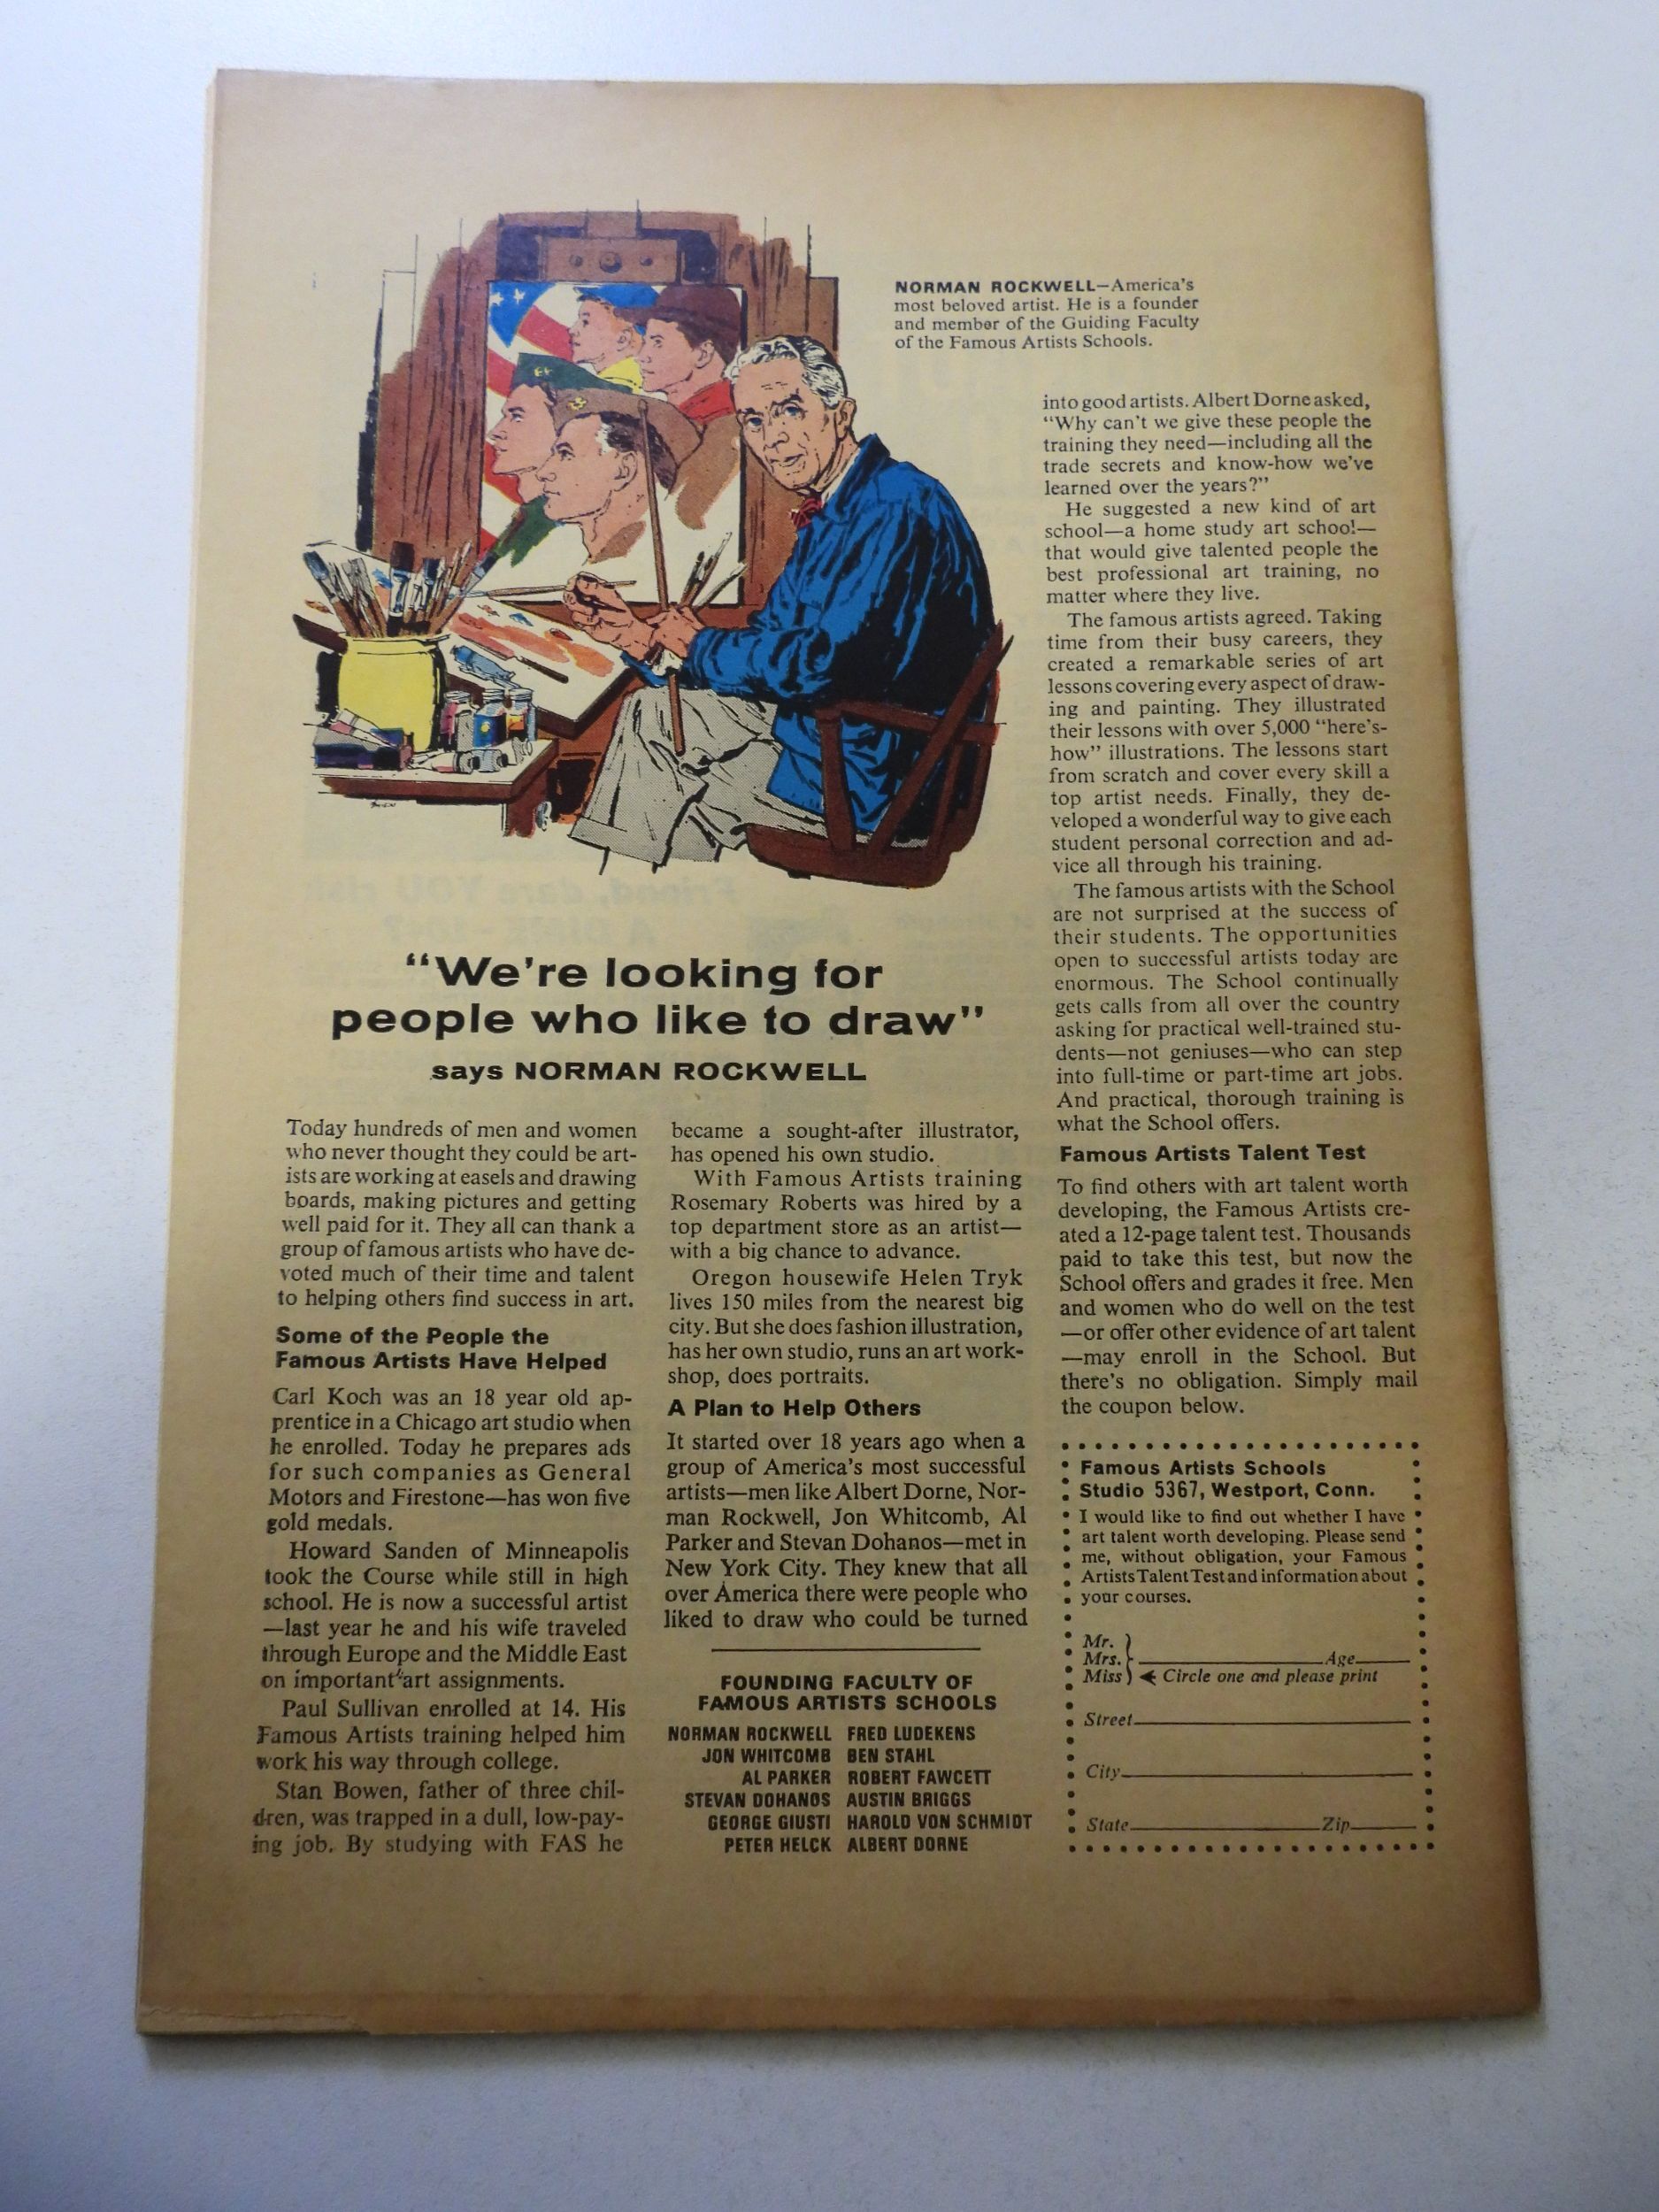 NORMAN ROCKWELL—America's
most beloved artist. He is a founder
and member of the Guiding Faculty
of the Famous Artists Schools.
"We're looking for
people who like to draw"
says NORMAN ROCKWELL
Today hundreds of men and women
who never thought they could be art-
ists are working at easels and drawing
boards, making pictures and getting
well paid for it. They all can thank a
group of famous artists who have de-
voted much of their time and talent
to helping others find success in art.
Some of the People the
Famous Artists Have Helped
Carl Koch was an 18 year old ap-
prentice in a Chicago art studio when
he enrolled. Today he prepares ads
for such companies as General
Motors and Firestone—has won five
gold medals.
Howard Sanden of Minneapolis
took the Course while still in high
school. He is now a successful artist
—last year he and his wife traveled
through Europe and the Middle East
on important art assignments.
Paul Sullivan enrolled at 14. His
Famous Artists training helped him
work his way through college.
Stan Bowen, father of three chil-
dren, was trapped in a dull, low-pay-
ing job. By studying with FAS he
became a sought-after illustrator,
has opened his own studio.
With Famous Artists training
Rosemary Roberts was hired by a
top department store as an artist—
with a big chance to advance.
Oregon housewife Helen Tryk
lives 150 miles from the nearest big
city. But she does fashion illustration,
has her own studio, runs an art work-
shop, does portraits.
A Plan to Help Others
It started over 18 years ago when a
group of America's most successful
artists—men like Albert Dorne, Nor-
man Rockwell, Jon Whitcomb, Al
Parker and Stevan Dohanos—met in
New York City. They knew that all
over America there were people who
liked to draw who could be turned
into good artists. Albert Dorne asked,
"Why can't we give these people the
training they need—including all the
trade secrets and know-how we've
learned over the years?"
He suggested a new kind of art
school—a home study art school—
that would give talented people the
best professional art training, no
matter where they live.
The famous artists agreed. Taking
time from their busy careers, they
created a remarkable series of art
lessons covering every aspect of draw-
ing and painting. They illustrated
their lessons with over 5,000 "here's-
how" illustrations. The lessons start
from scratch and cover every skill a
top artist needs. Finally, they de-
veloped a wonderful way to give each
student personal correction and ad-
vice all through his training.
The famous artists with the School
are not surprised at the success of
their students. The opportunities
open to successful artists today are
enormous. The School continually
gets calls from all over the country
asking for practical well-trained stu-
dents—not geniuses—who can step
into full-time or part-time art jobs.
And practical, thorough training is
what the School offers.
Famous Artists Talent Test
To find others with art talent worth
developing, the Famous Artists cre-
ated a 12-page talent test. Thousands
paid to take this test, but now the
School offers and grades it free. Men
and women who do well on the test
—or offer other evidence of art talent
—may enroll in the School. But
there's no obligation. Simply mail
the coupon below.
FOUNDING FACULTY OF
FAMOUS ARTISTS SCHOOLS
NORMAN ROCKWELL FRED LUDEKENS
JON WHITCOMB BEN STAHL
AL PARKER ROBERT FAWCETT
STEVAN DOHANOS AUSTIN BRIGGS
GEORGE GIUSTI HAROLD VON SCHMIDT
PETER HELCK ALBERT DORNE
Famous Artists Schools
Studio 5367, Westport, Conn.
I would like to find out whether I have
art talent worth developing. Please send
me, without obligation, your Famous
Artists Talent Test and information about
your courses.
Mr.
Mrs. Age
Miss Circle one and please print
Street
City
State Zip